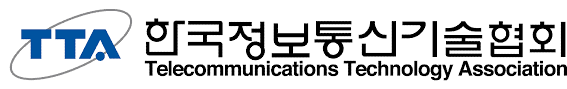 TTA 한국정보통신기술협회
Telecommunications Technology Association